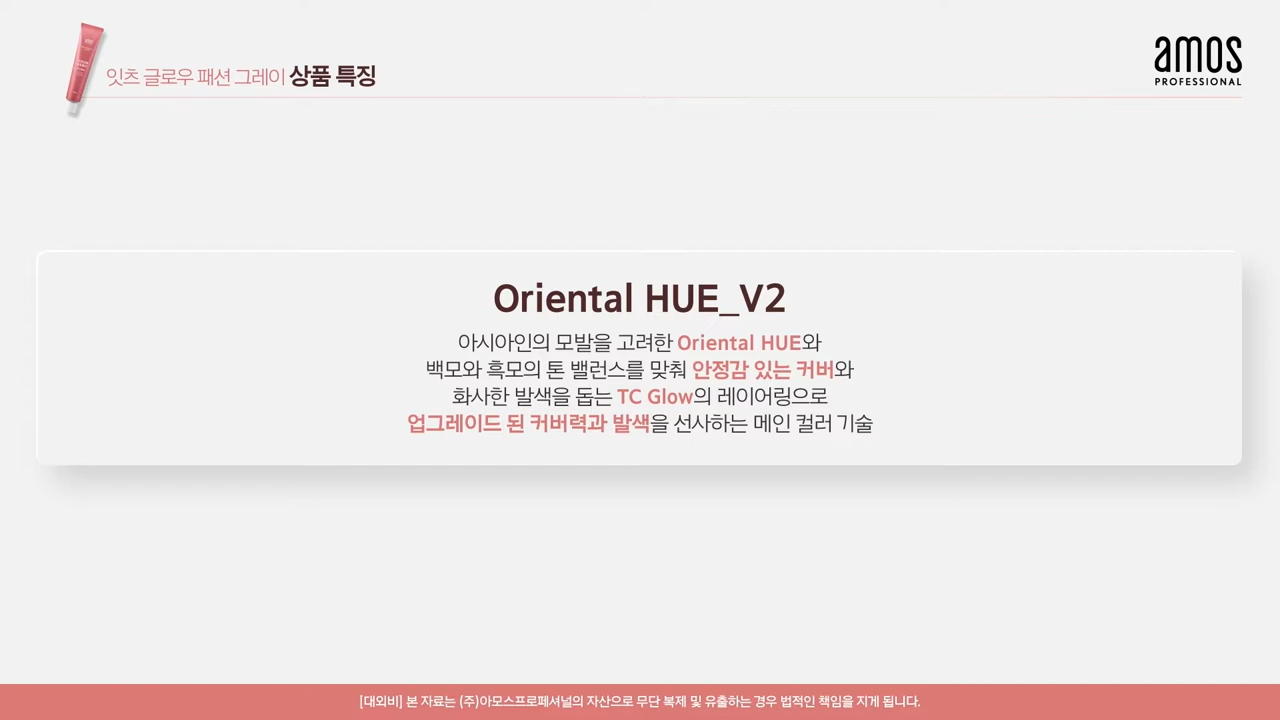 잇츠 글로우 패션 그레이 상품 특징
amos
PROFESSIONAL
Oriental HUE_V2
아시아인의 모발을 고려한 Oriental HUE와
백모와 흑모의 톤 밸런스를 맞춰 안정감 있는 커버와
화사한 발색을 돕는 TC Glow의 레이어링으로
업그레이드 된 커버력과 발색을 선사하는 메인 컬러 기술
[대외비] 본 자료는 (주)아모스프로페셔널의 자산으로 무단 복제 및 유출하는 경우 법적인 책임을 지게 됩니다.